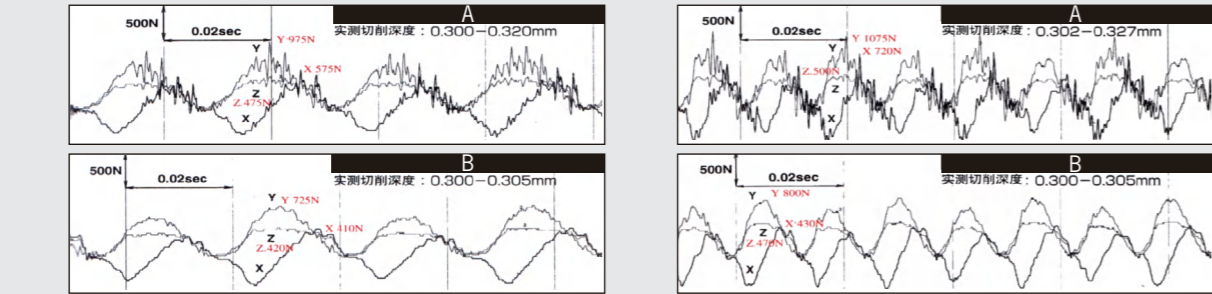 A
500N
0.02sec
实测切削深度：0.300－0.320mm
Y 975N
Y
X 575N
Z
Z 475N
X
A
500N
0.02sec
实测切削深度：0.302－0.327mm
Y 1075N
Y
X 720N
Z 500N
Z
X
B
500N
0.02sec
实测切削深度：0.300－0.305mm
Y
Y 725N
X 410N
Z
Z 420N
X
B
500N
0.02sec
实测切削深度：0.300－0.305mm
Y
Y 800N
X 430N
Z
Z 470N
X